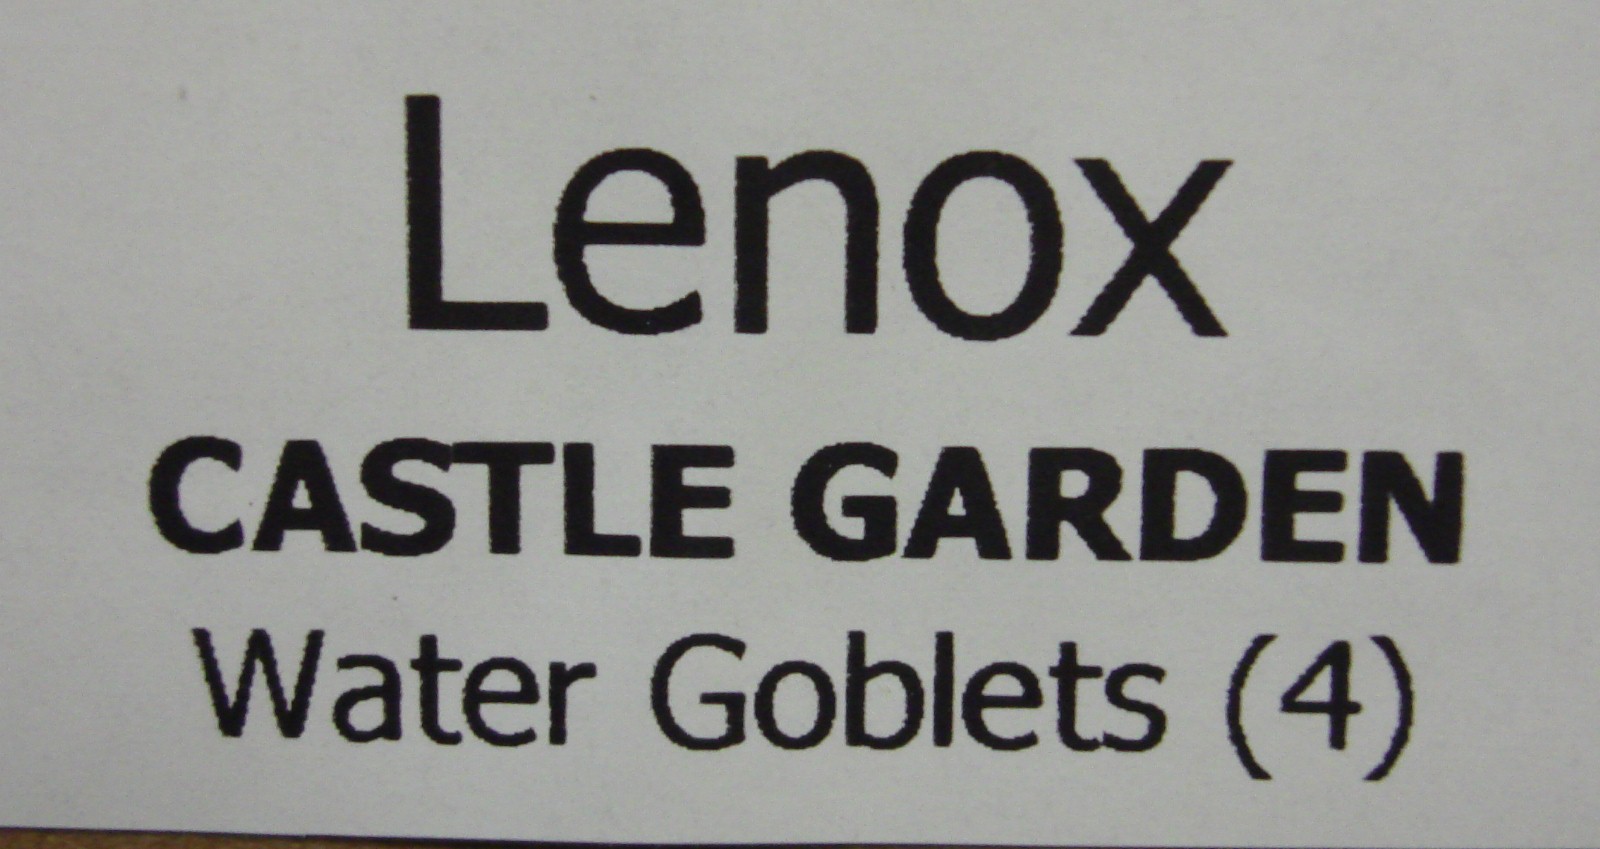 Lenox
CASTLE GARDEN
Water Goblets (4)